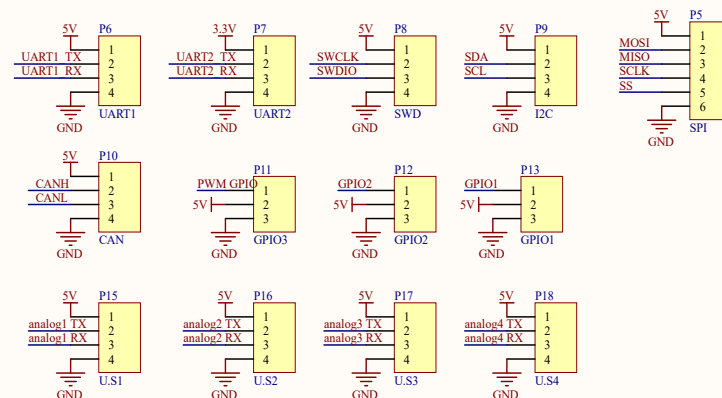 P6 P7 P8 P9 P5
5V 3.3V 5V 5V 5V
UART1 TX 1 UART2 TX 1 SWCLK 1 SDA 1 MOSI 1
UART1 RX 2 UART2 RX 2 SWDIO 2 SCL 2 MISO 2
3 3 3 3 SCLK 3
4 4 4 4 SS 4
5
6
GND UART1 GND UART2 GND SWD GND I2C GND SPI
P10 P11 P12 P13
5V PWM GPIO 1 GPIO2 1 GPIO1 1
CANH 1 5V 2 5V 2 5V 2
CANL 2 3 3 3
3
4
GND CAN GND GPIO3 GND GPIO2 GND GPIO1
P15 P16 P17 P18
5V 5V 5V 5V
1 1 1 1
analog1 TX 2 analog2 TX 2 analog3 TX 2 analog4 TX 2
analog1 RX 3 analog2 RX 3 analog3 RX 3 analog4 RX 3
4 4 4 4
GND U.S1 GND U.S2 GND U.S3 GND U.S4